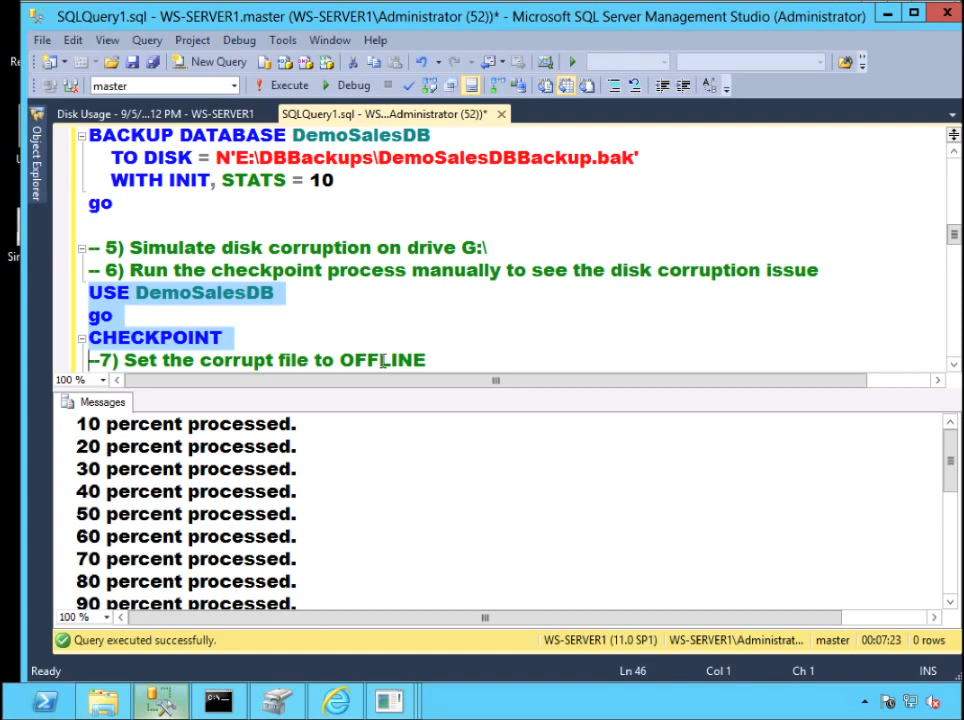 SQLQuery1.sql - WS-SERVER1.master (WS-SERVER1\Administrator (52))* - Microsoft SQL Server Management Studio (Administrator)
File Edit View Query Project Debug Tools Window Help
New Query
master Execute Debug
Disk Usage - 9/5/...12 PM - WS-SERVER1 SQLQuery1.sql - WS...Administrator (52))*
Object Explorer
BACKUP DATABASE DemoSalesDB
TO DISK = N'E:\DBBackups\DemoSalesDBBackup.bak'
WITH INIT, STATS = 10
go
-- 5) Simulate disk corruption on drive G:\
-- 6) Run the checkpoint process manually to see the disk corruption issue
USE DemoSalesDB
go
CHECKPOINT
--7) Set the corrupt file to OFFLINE
100 %
Messages
10 percent processed.
20 percent processed.
30 percent processed.
40 percent processed.
50 percent processed.
60 percent processed.
70 percent processed.
80 percent processed.
90 percent processed.
100 %
Query executed successfully. WS-SERVER1 (11.0 SP1) WS-SERVER1\Administrat... master 00:07:23 0 rows
Ready Ln 46 Col 1 Ch 1 INS